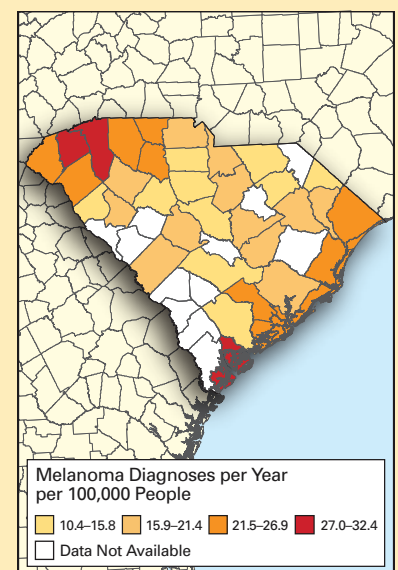 Melanoma Diagnoses per Year
per 100,000 People
10.4–15.8 15.9–21.4 21.5–26.9 27.0–32.4
Data Not Available